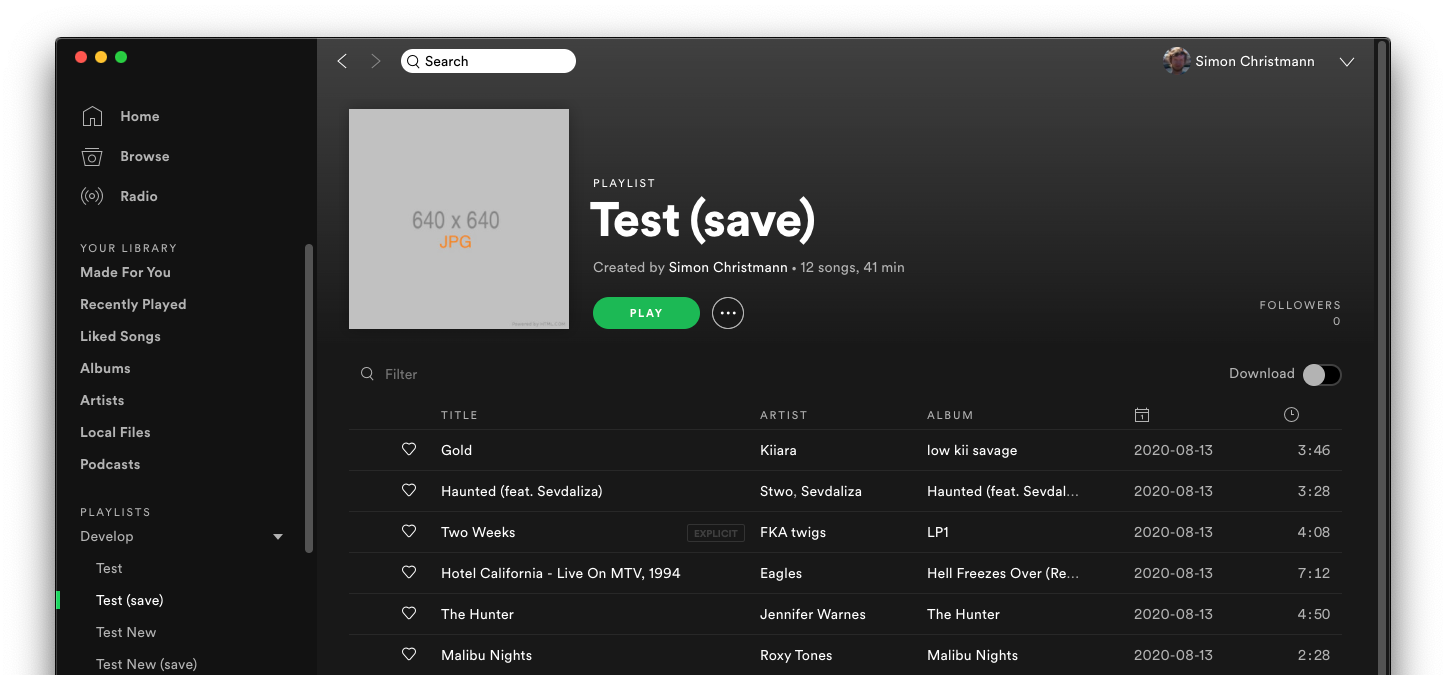 Search
Simon Christmann
Home
Browse
Radio
YOUR LIBRARY
Made For You
Recently Played
Liked Songs
Albums
Artists
Local Files
Podcasts
PLAYLISTS
Develop
Test
Test (save)
Test New
Test New (save)
640 x 640
JPG
PLAYLIST
Test (save)
Created by Simon Christmann • 12 songs, 41 min
PLAY
FOLLOWERS
0
Filter
Download
TITLE ARTIST ALBUM
Gold Kiiara low kii savage 2020-08-13 3:46
Haunted (feat. Sevdaliza) Stwo, Sevdaliza Haunted (feat. Sevdal... 2020-08-13 3:28
Two Weeks EXPLICIT FKA twigs LP1 2020-08-13 4:08
Hotel California - Live On MTV, 1994 Eagles Hell Freezes Over (Re... 2020-08-13 7:12
The Hunter Jennifer Warnes The Hunter 2020-08-13 4:50
Malibu Nights Roxy Tones Malibu Nights 2020-08-13 2:28